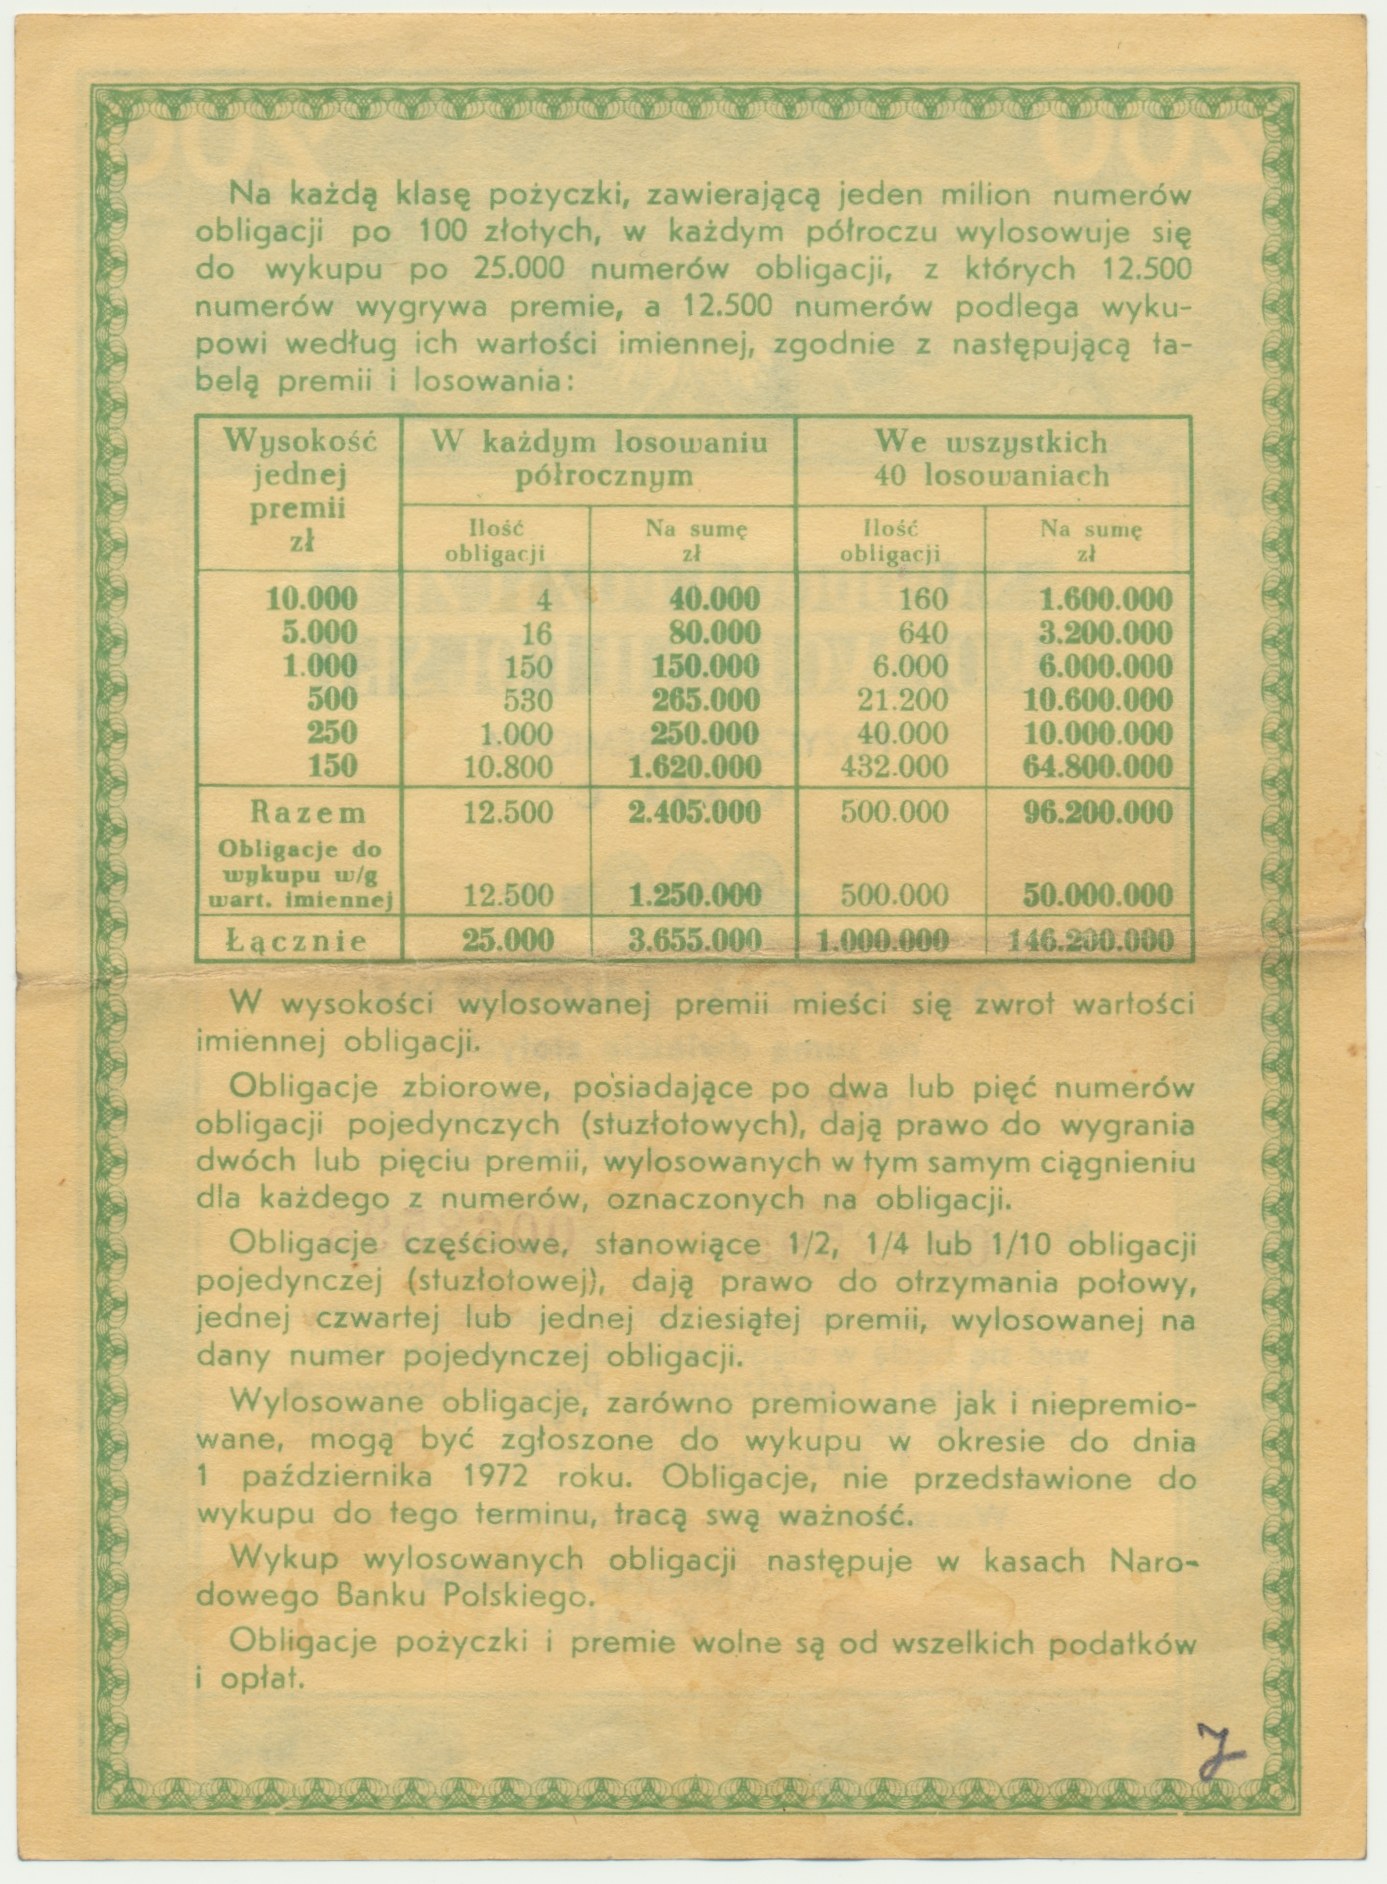 Na każdą klasę pożyczki, zawierającą jeden milion numerów
obligacji po 100 złotych, w każdym półroczu wylosowuje się
do wykupu po 25.000 numerów obligacji, z których 12.500
numerów wygrywa premie, a 12.500 numerów podlega wyku-
powi według ich wartości imiennej, zgodnie z następującą ta-
belą premii i losowania:
Wysokość jednej premii zł | W każdym losowaniu półrocznym | We wszystkich 40 losowaniach
Ilość obligacji | Na sumę zł | Ilość obligacji | Na sumę zł
10.000 4 40.000 160 1.600.000
5.000 16 80.000 640 3.200.000
1.000 150 150.000 6.000 6.000.000
500 530 265.000 21.200 10.600.000
250 1.000 250.000 40.000 10.000.000
150 10.800 1.620.000 432.000 64.800.000
Razem 12.500 2.405.000 500.000 96.200.000
Obligacje do
wykupu w/g
wart. imiennej 12.500 1.250.000 500.000 50.000.000
Łącznie 25.000 3.655.000 1.000.000 146.200.000
W wysokości wylosowanej premii mieści się zwrot wartości
imiennej obligacji.
Obligacje zbiorowe, posiadające po dwa lub pięć numerów
obligacji pojedynczych (stuzłotowych), dają prawo do wygrania
dwóch lub pięciu premii, wylosowanych w tym samym ciągnieniu
dla każdego z numerów, oznaczonych na obligacji.
Obligacje częściowe, stanowiące 1/2, 1/4 lub 1/10 obligacji
pojedynczej (stuzłotowej), dają prawo do otrzymania połowy,
jednej czwartej lub jednej dziesiątej premii, wylosowanej na
dany numer pojedynczej obligacji.
Wylosowane obligacje, zarówno premiowane jak i niepremio-
wane, mogą być zgłoszone do wykupu w okresie do dnia
1 października 1972 roku. Obligacje, nie przedstawione do
wykupu do tego terminu, tracą swą ważność.
Wykup wylosowanych obligacji następuje w kasach Naro-
dowego Banku Polskiego.
Obligacje pożyczki i premie wolne są od wszelkich podatków
i opłat.